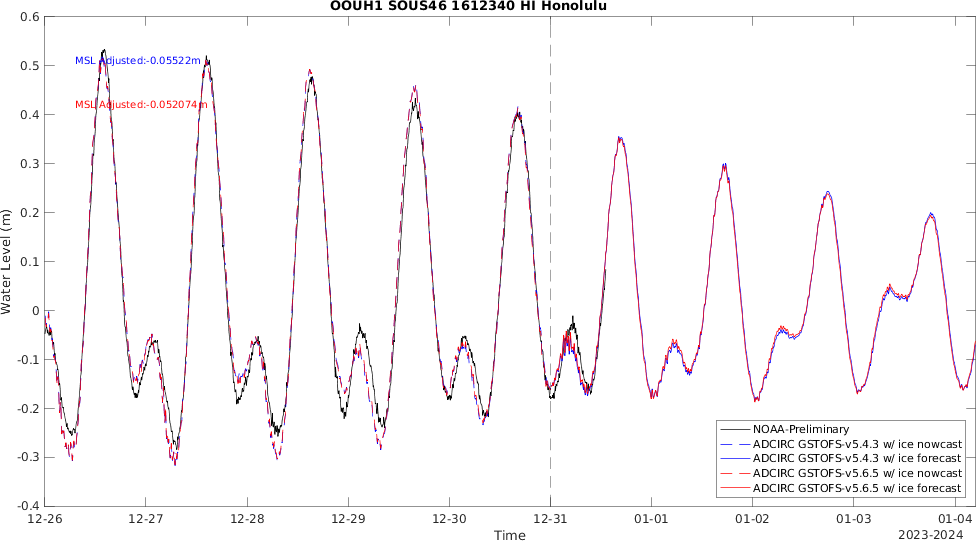 OOUH1 SOUS46 1612340 HI Honolulu
MSL Adjusted:-0.05522m
MSL Adjusted:-0.052074m
Water Level (m)
0.6
0.5
0.4
0.3
0.2
0.1
0
-0.1
-0.2
-0.3
-0.4
NOAA-Preliminary
ADCIRC GSTOFS-v5.4.3 w/ ice nowcast
ADCIRC GSTOFS-v5.4.3 w/ ice forecast
ADCIRC GSTOFS-v5.6.5 w/ ice nowcast
ADCIRC GSTOFS-v5.6.5 w/ ice forecast
12-26 12-27 12-28 12-29 12-30 12-31 01-01 01-02 01-03 01-04
Time
2023-2024